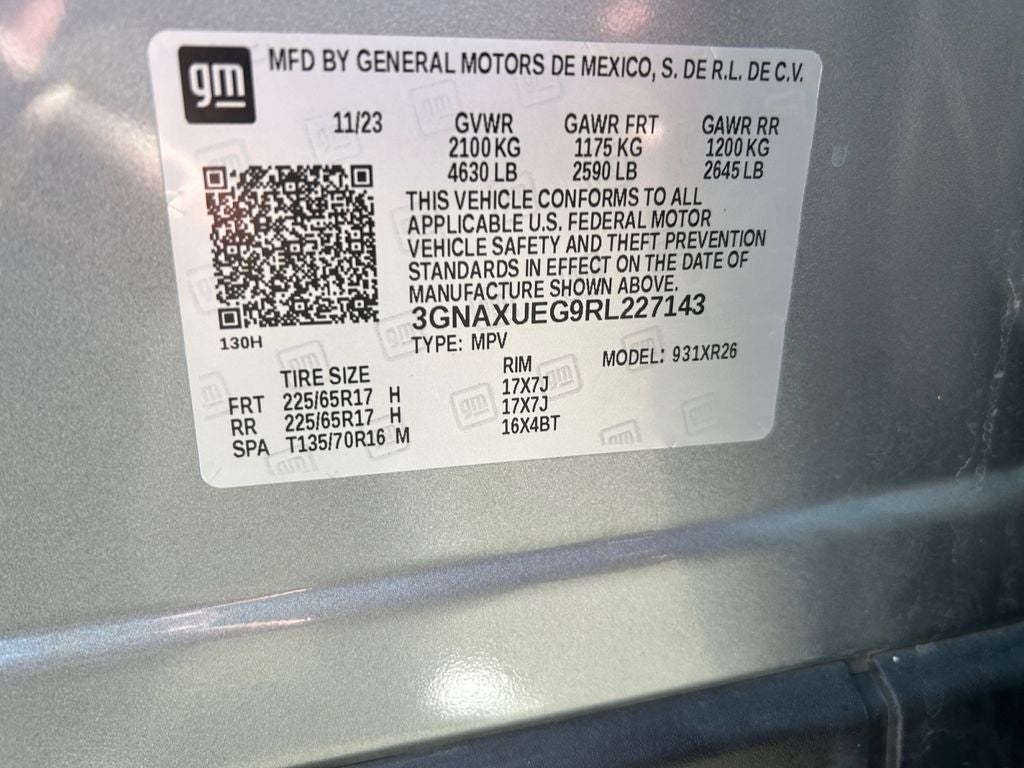 gm
MFD BY GENERAL MOTORS DE MEXICO, S. DE R.L. DE C.V.
11/23 GVWR GAWR FRT GAWR RR
2100 KG 1175 KG 1200 KG
4630 LB 2590 LB 2645 LB
THIS VEHICLE CONFORMS TO ALL
APPLICABLE U.S. FEDERAL MOTOR
VEHICLE SAFETY AND THEFT PREVENTION
STANDARDS IN EFFECT ON THE DATE OF
MANUFACTURE SHOWN ABOVE.
3GNAXUEG9RL227143
130H
TYPE: MPV MODEL: 931XR26
TIRE SIZE RIM
FRT 225/65R17 H 17X7J
RR 225/65R17 H 17X7J
SPA T135/70R16 M 16X4BT